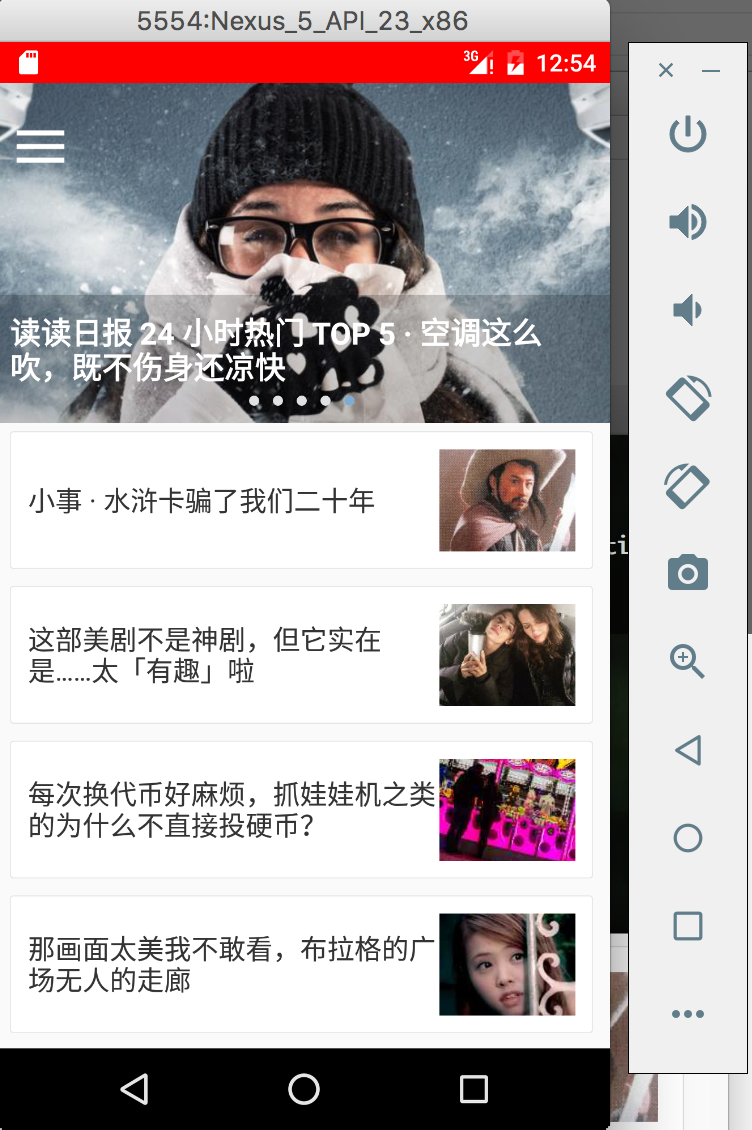 5554:Nexus_5_API_23_x86
3G 12:54
读读日报 24 小时热门 TOP 5 · 空调这么
吹，既不伤身还凉快
小事 · 水浒卡骗了我们二十年
这部美剧不是神剧，但它实在
是……太「有趣」啦
每次换代币好麻烦，抓娃娃机之类
的为什么不直接投硬币？
那画面太美我不敢看，布拉格的广
场无人的走廊